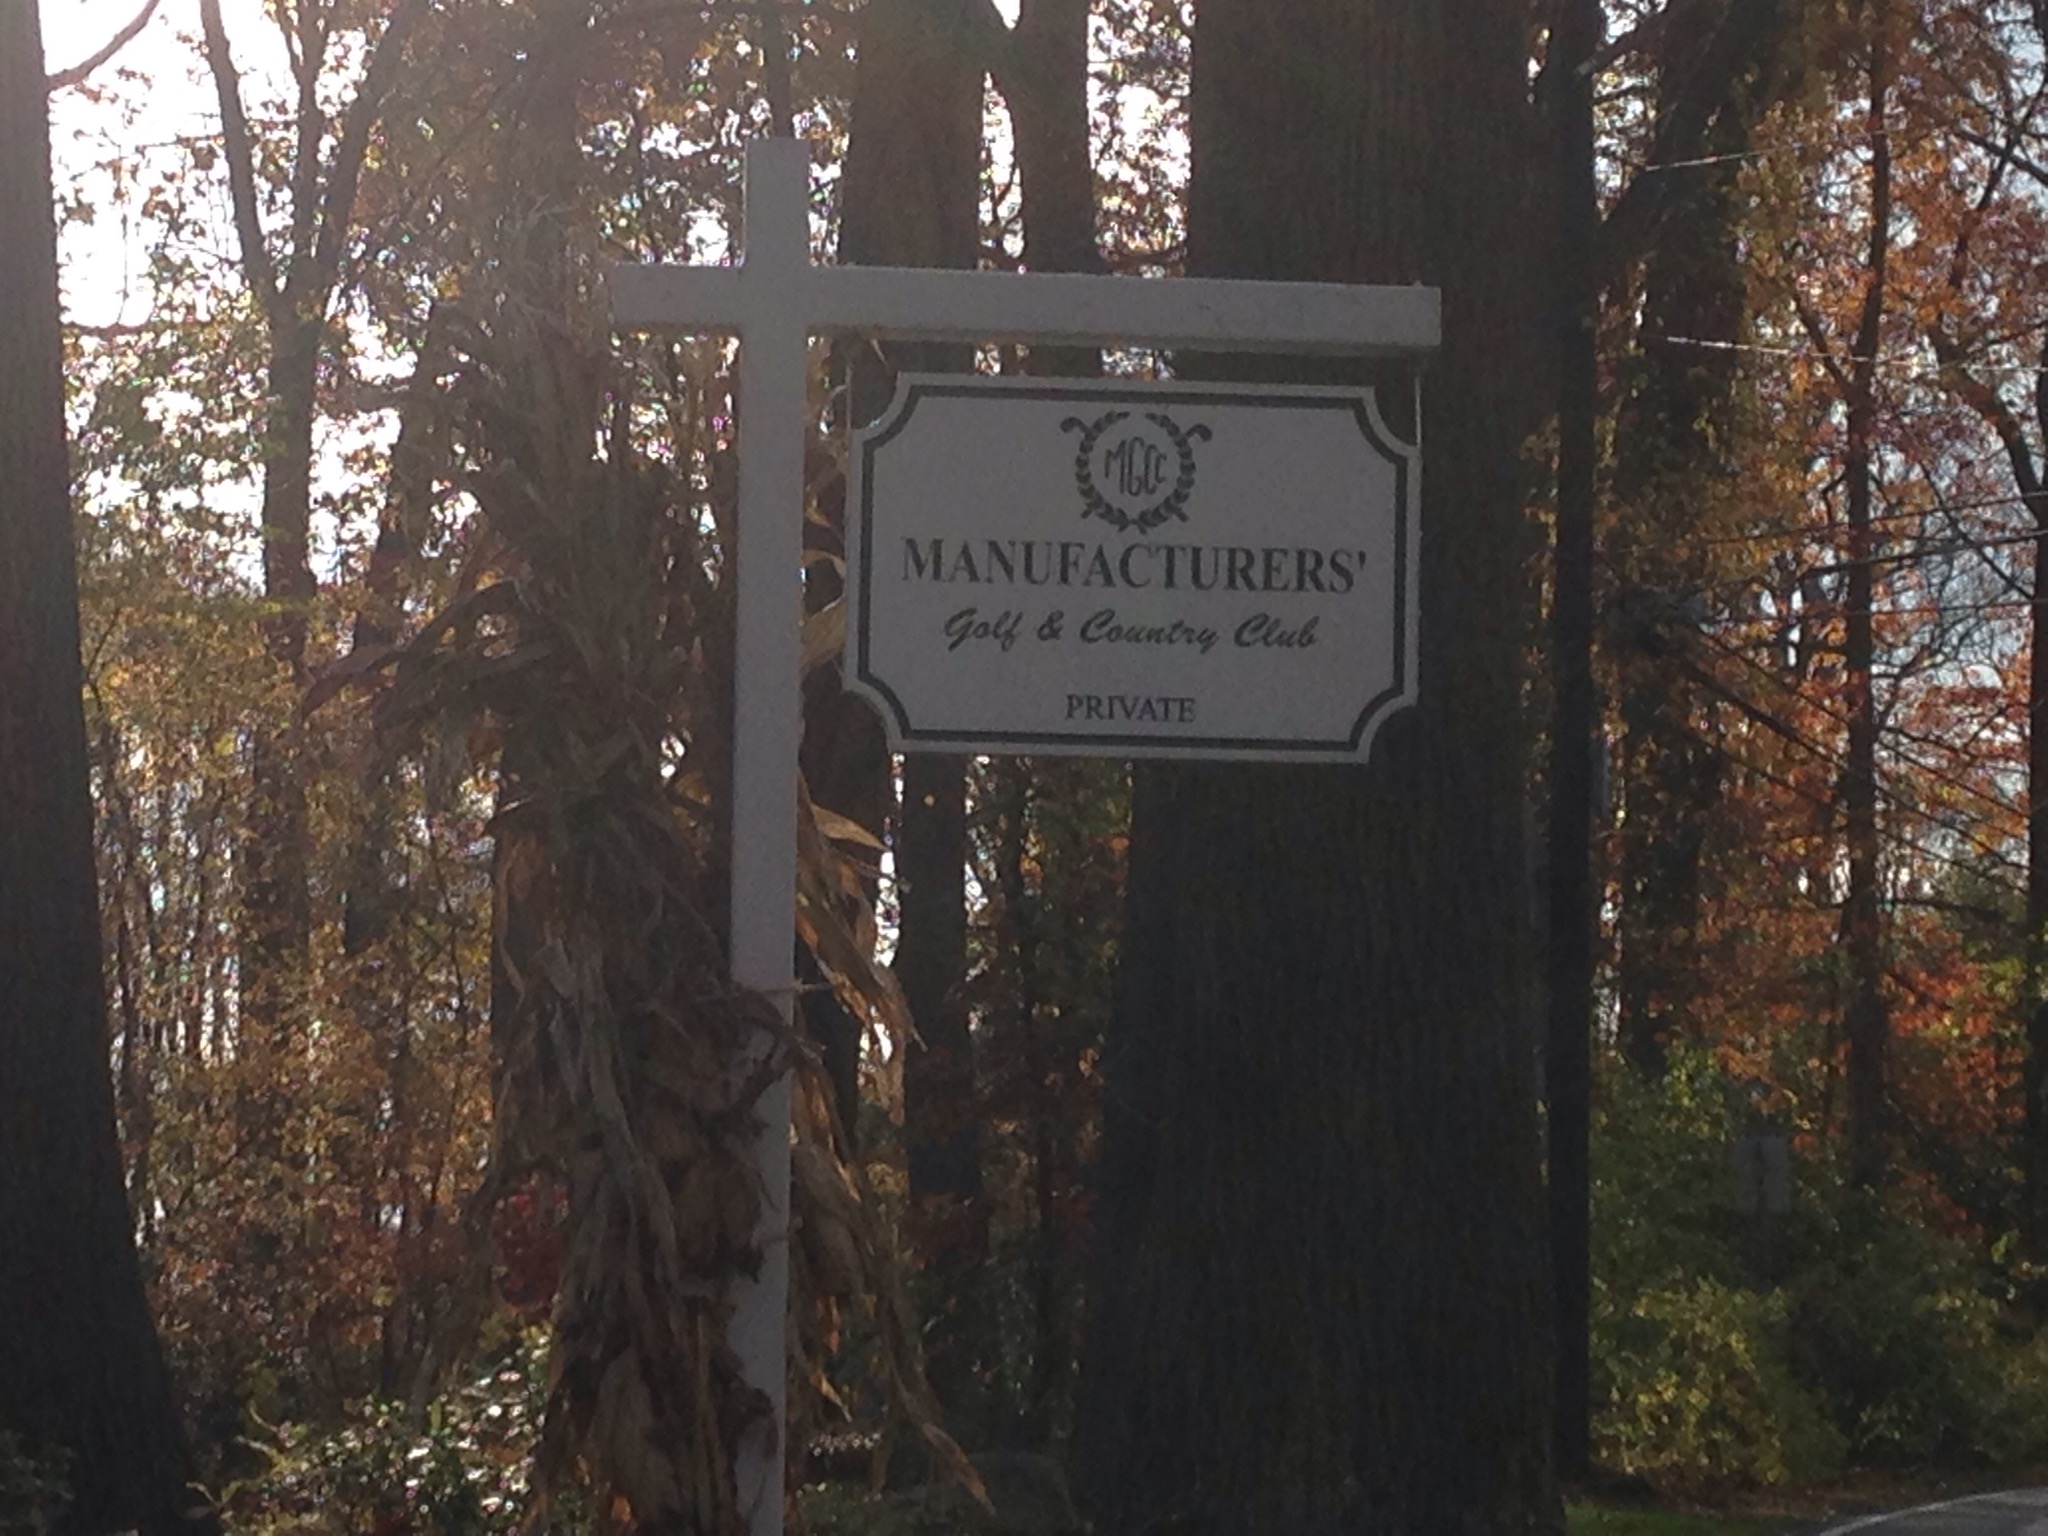 MGCC
MANUFACTURERS'
Golf & Country Club
PRIVATE